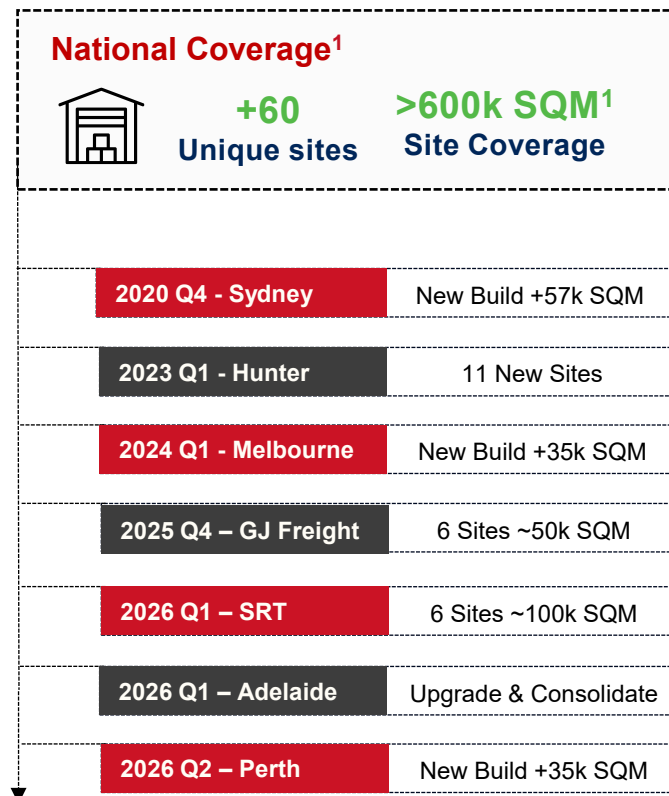 National Coverage¹
+60
Unique sites
>600k SQM¹
Site Coverage
2020 Q4 - Sydney New Build +57k SQM
2023 Q1 - Hunter 11 New Sites
2024 Q1 - Melbourne New Build +35k SQM
2025 Q4 – GJ Freight 6 Sites ~50k SQM
2026 Q1 – SRT 6 Sites ~100k SQM
2026 Q1 – Adelaide Upgrade & Consolidate
2026 Q2 – Perth New Build +35k SQM